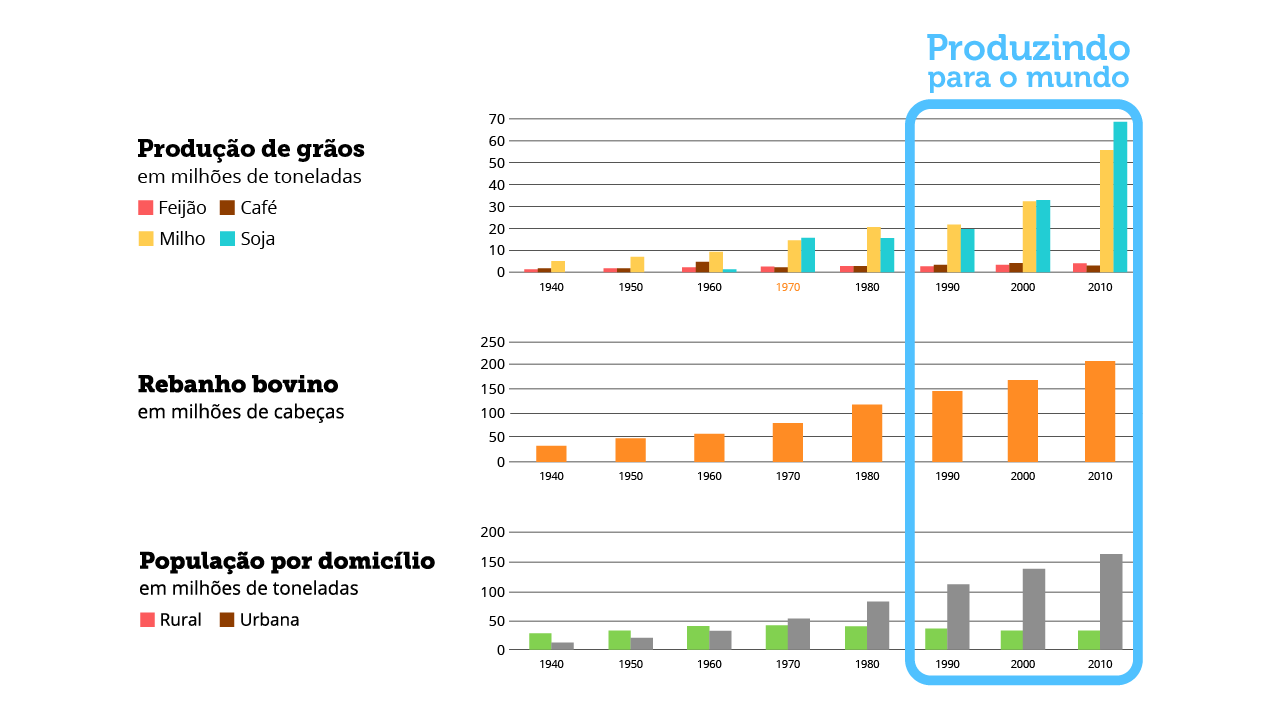 Produzindo
para o mundo
Produção de grãos
em milhões de toneladas
Feijão Café
Milho Soja
70
60
50
40
30
20
10
0
1940 1950 1960 1970 1980 1990 2000 2010
Rebanho bovino
em milhões de cabeças
250
200
150
100
50
0
1940 1950 1960 1970 1980 1990 2000 2010
População por domicílio
em milhões de toneladas
Rural Urbana
200
150
100
50
0
1940 1950 1960 1970 1980 1990 2000 2010